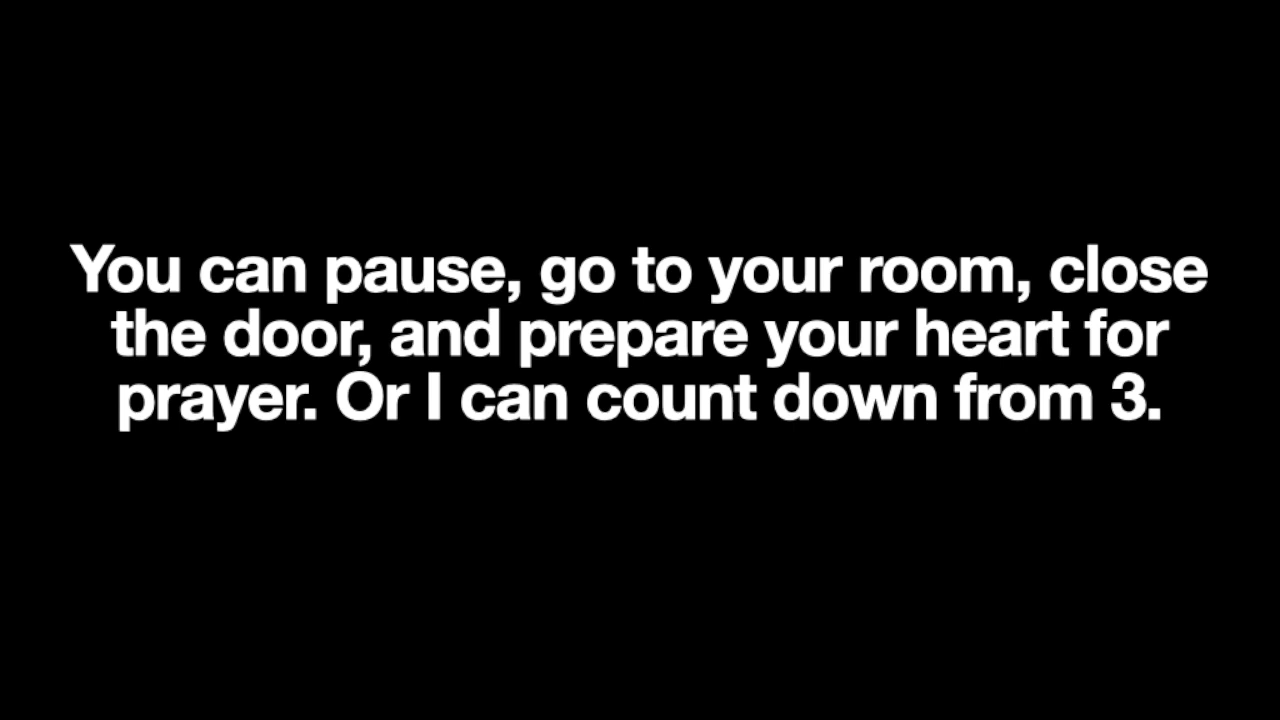 You can pause, go to your room, close
the door, and prepare your heart for
prayer. Or I can count down from 3.